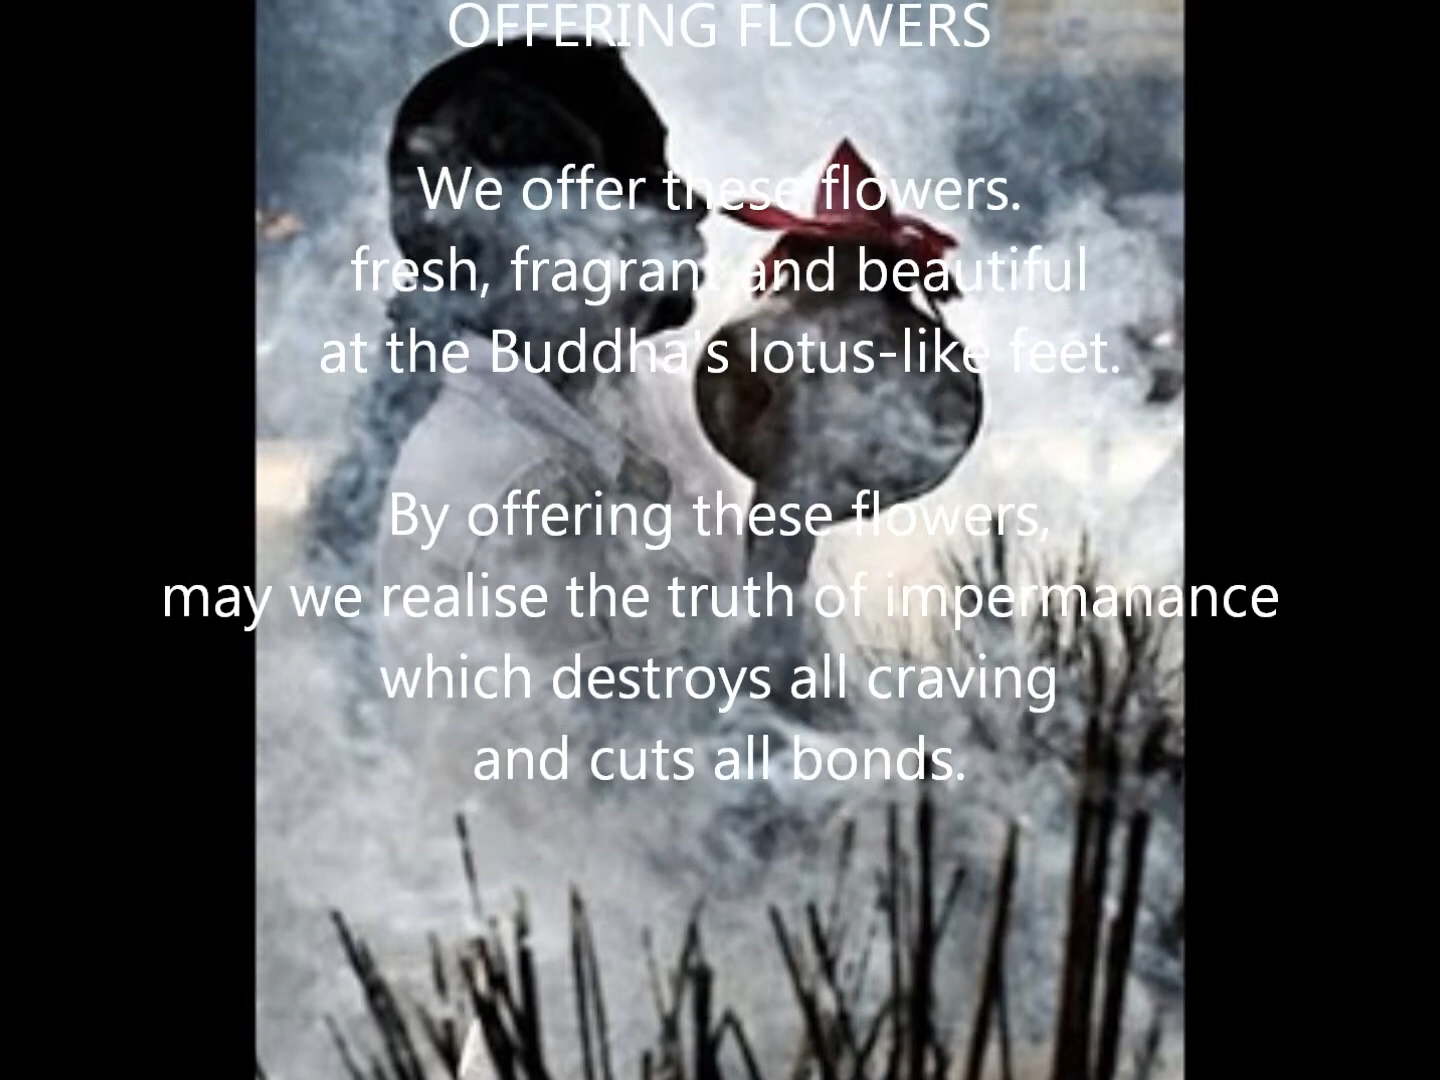 OFFERING FLOWERS
We offer these flowers.
fresh, fragrant and beautiful
at the Buddha's lotus-like feet.
By offering these flowers,
may we realise the truth of impermanance
which destroys all craving
and cuts all bonds.